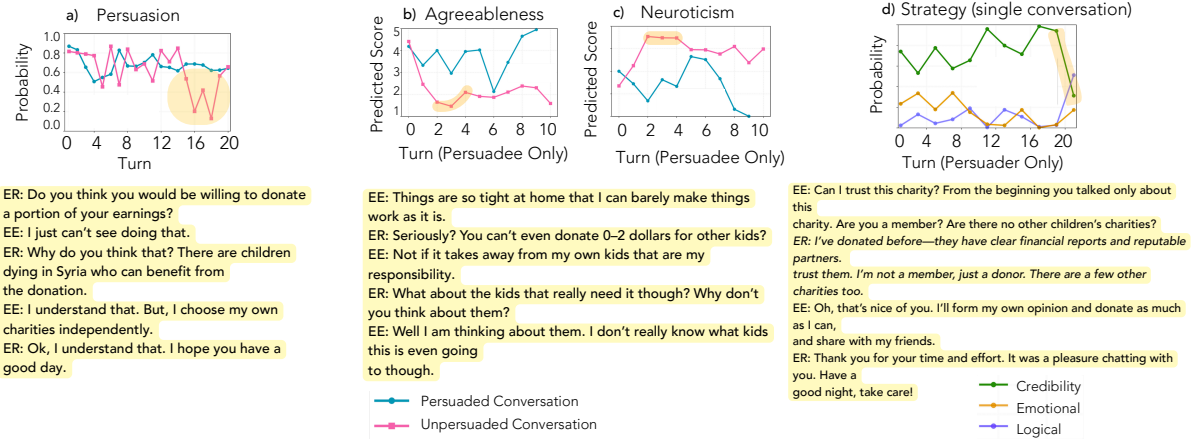 a) Persuasion
Probability
1.0
0.8
0.6
0.4
0.2
0.0
0 4 8 12 16 20
Turn
ER: Do you think you would be willing to donate
a portion of your earnings?
EE: I just can't see doing that.
ER: Why do you think that? There are children
dying in Syria who can benefit from
the donation.
EE: I understand that. But, I choose my own
charities independently.
ER: Ok, I understand that. I hope you have a
good day.
b) Agreeableness
Predicted Score
5
4
3
2
1
0 2 4 6 8 10
Turn (Persuadee Only)
c) Neuroticism
Predicted Score
0 2 4 6 8 10
Turn (Persuadee Only)
EE: Things are so tight at home that I can barely make things
work as it is.
ER: Seriously? You can't even donate 0–2 dollars for other kids?
EE: Not if it takes away from my own kids that are my
responsibility.
ER: What about the kids that really need it though? Why don't
you think about them?
EE: Well I am thinking about them. I don't really know what kids
this is even going
to though.
Persuaded Conversation
Unpersuaded Conversation
d) Strategy (single conversation)
Probability
0 4 8 12 16 20
Turn (Persuader Only)
EE: Can I trust this charity? From the beginning you talked only about
this
charity. Are you a member? Are there no other children's charities?
ER: I've donated before—they have clear financial reports and reputable
partners.
trust them. I'm not a member, just a donor. There are a few other
charities too.
EE: Oh, that's nice of you. I'll form my own opinion and donate as much
as I can,
and share with my friends.
ER: Thank you for your time and effort. It was a pleasure chatting with
you. Have a
good night, take care!
Credibility
Emotional
Logical